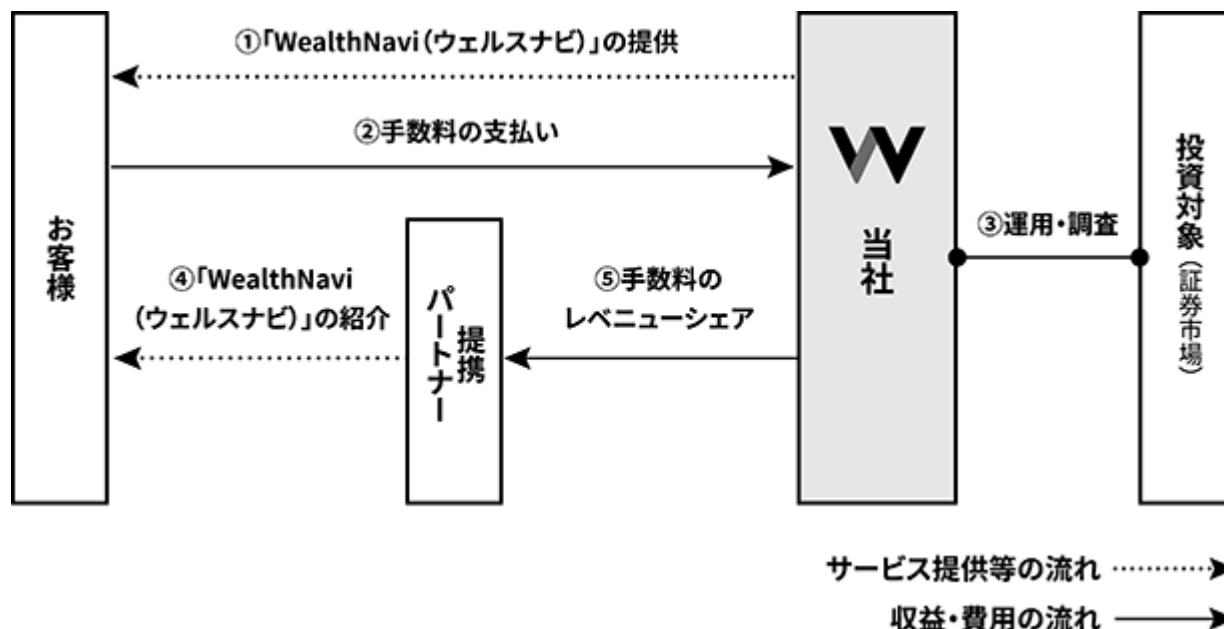 ①「WealthNavi(ウェルスナビ)」の提供
②手数料の支払い
お客様
④「WealthNavi
(ウェルスナビ)」の紹介
提携
パートナー
⑤手数料の
レベニューシェア
当社
③運用・調査
投資対象(証券市場)
サービス提供等の流れ
収益・費用の流れ